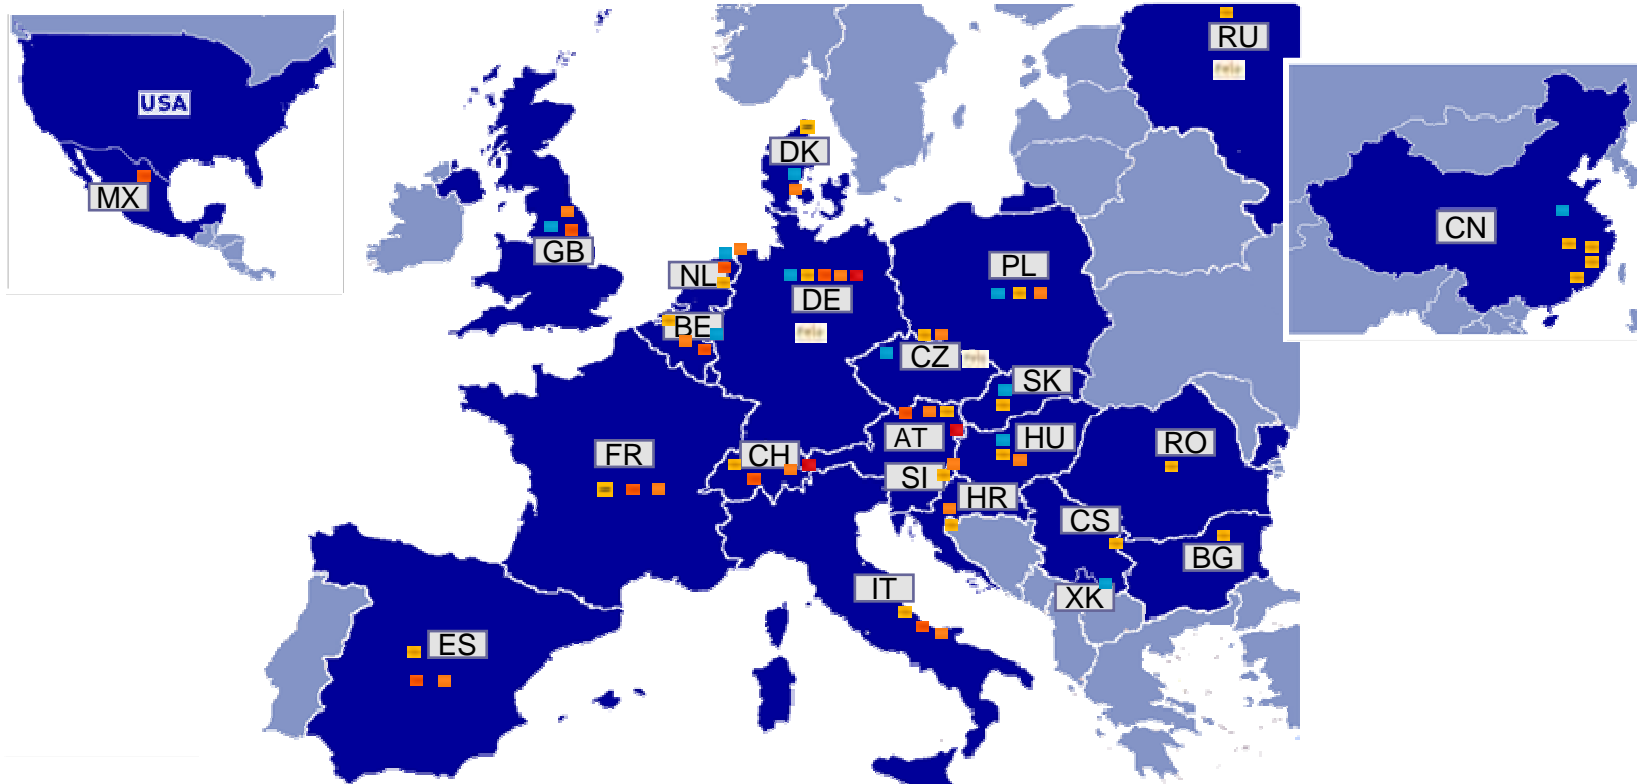 RU
USA
DK
MX
CN
GB
NL
PL
DE
BE
CZ
SK
AT
HU
RO
FR
CH
SI
HR
CS
BG
IT
XK
ES